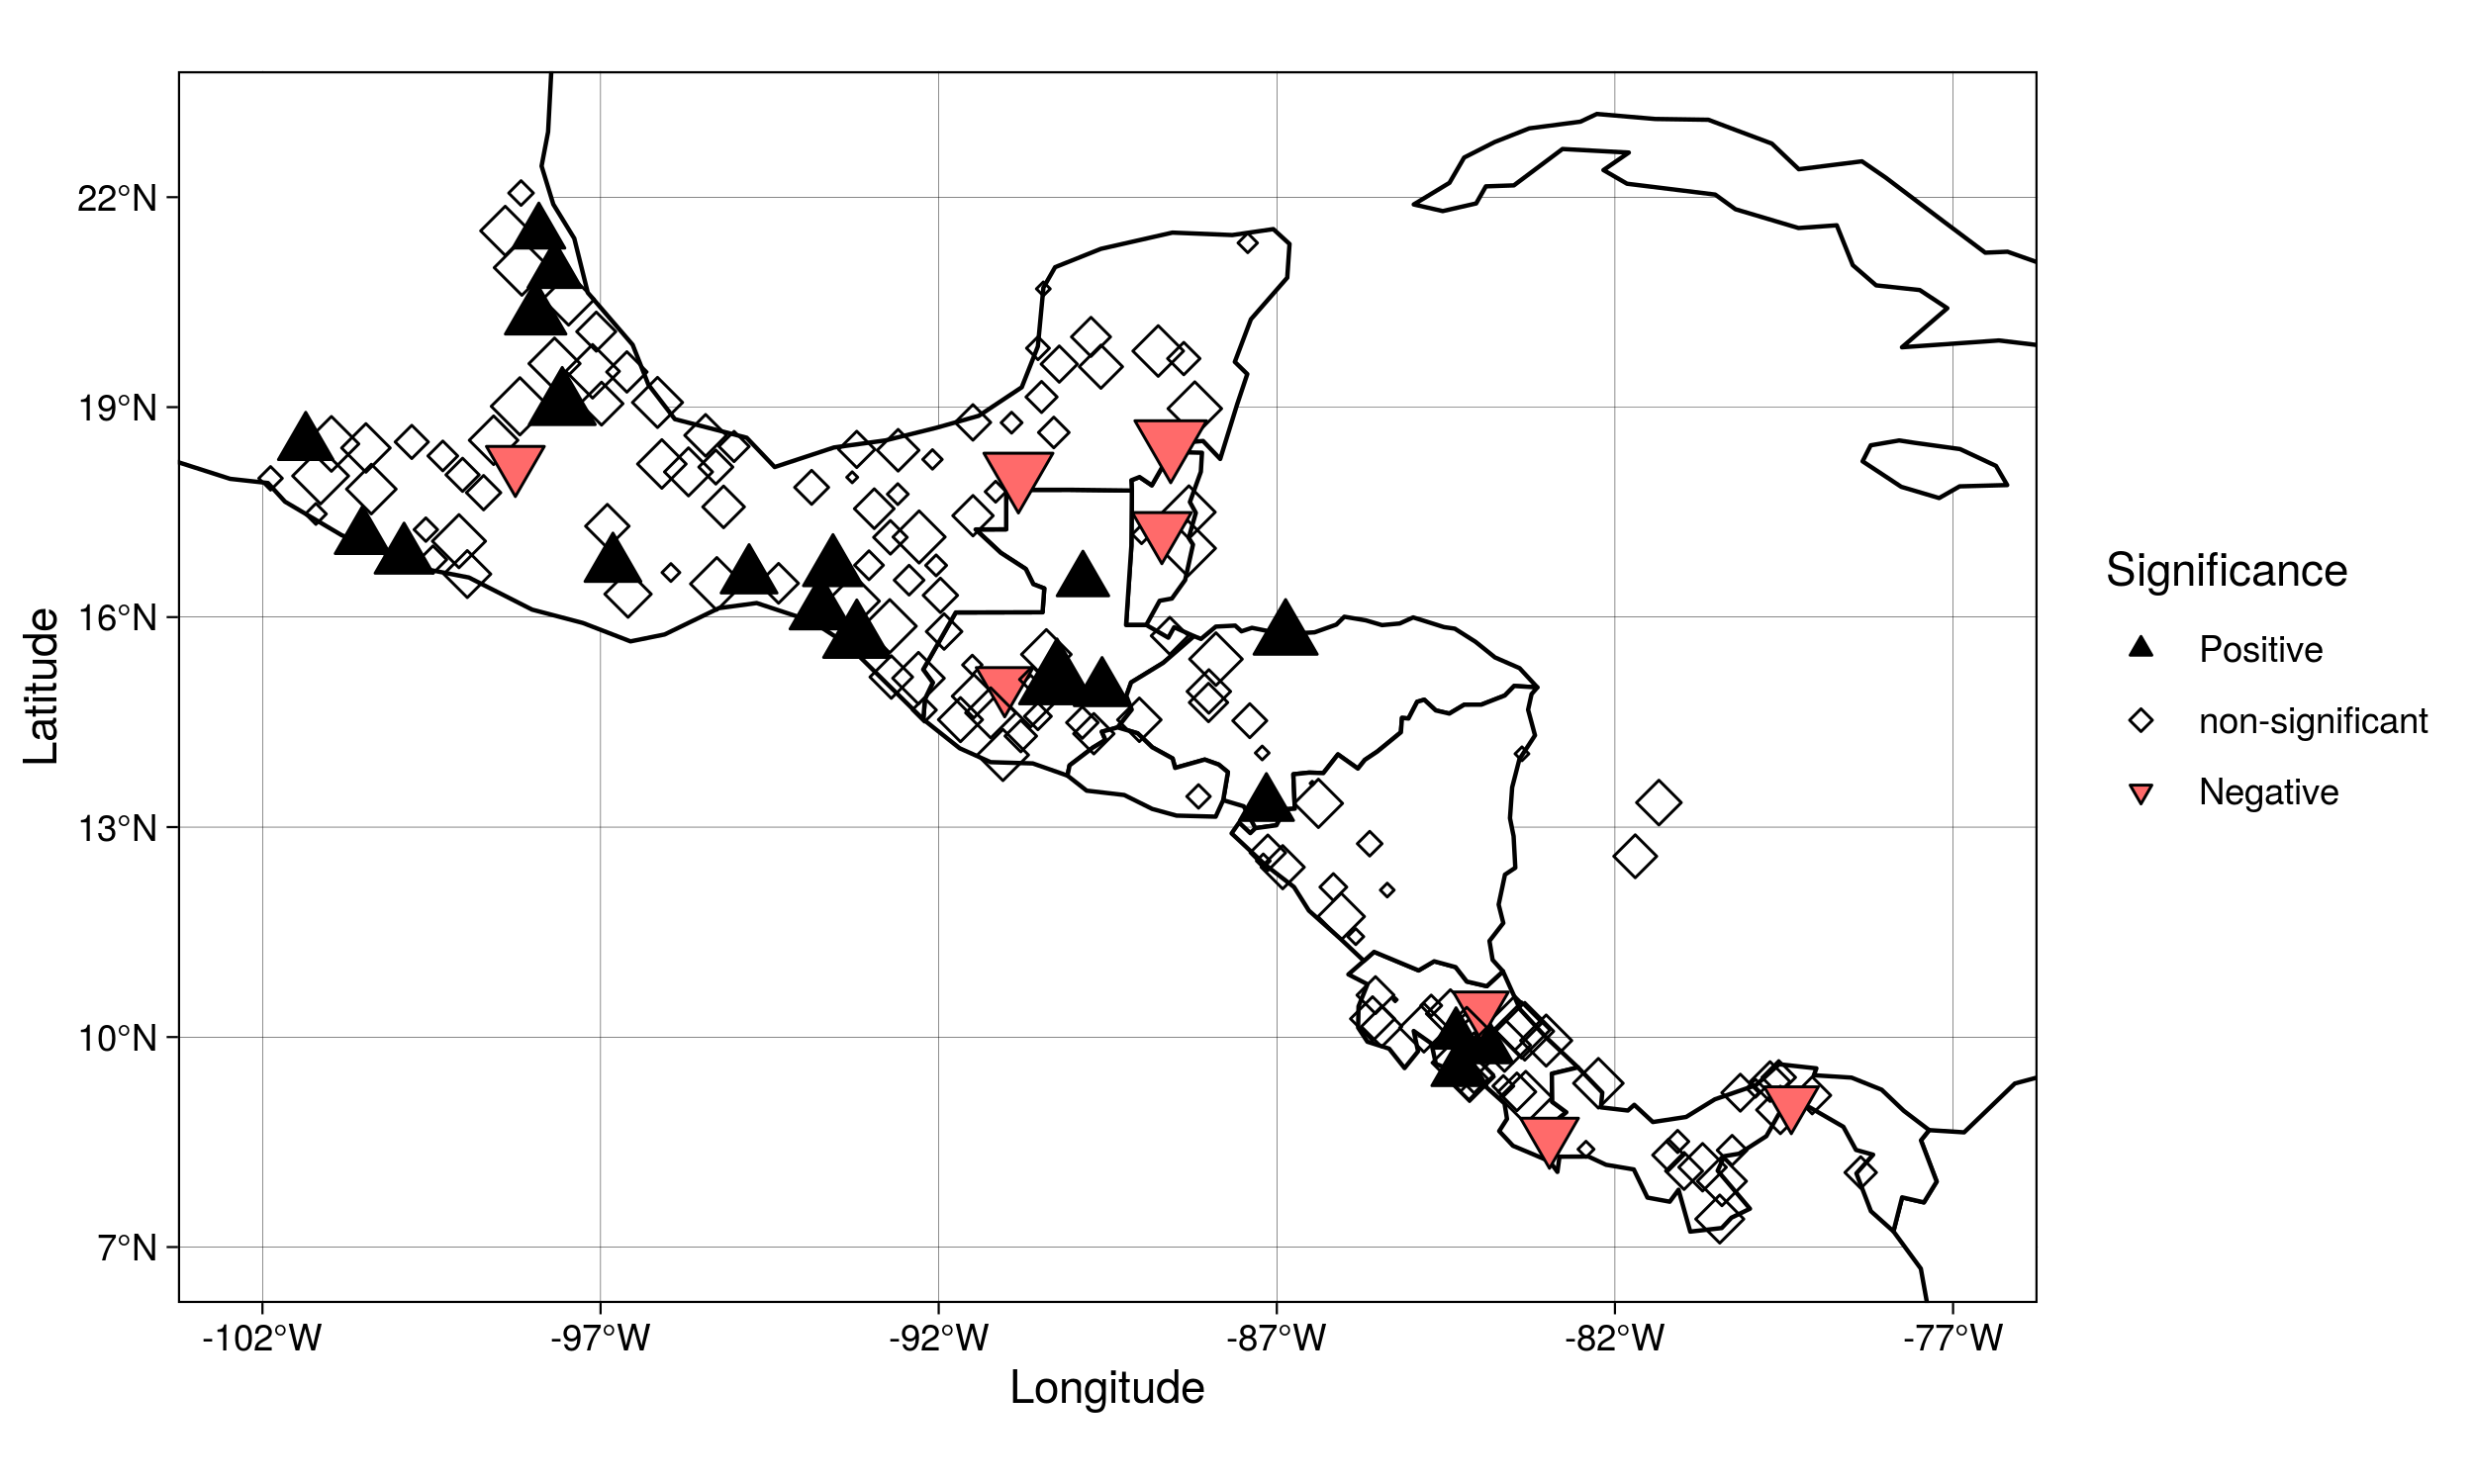 22°N
19°N
16°N
13°N
10°N
7°N
Latitude
-102°W
-97°W
-92°W
-87°W
-82°W
-77°W
Longitude
Significance
Positive
non-significant
Negative